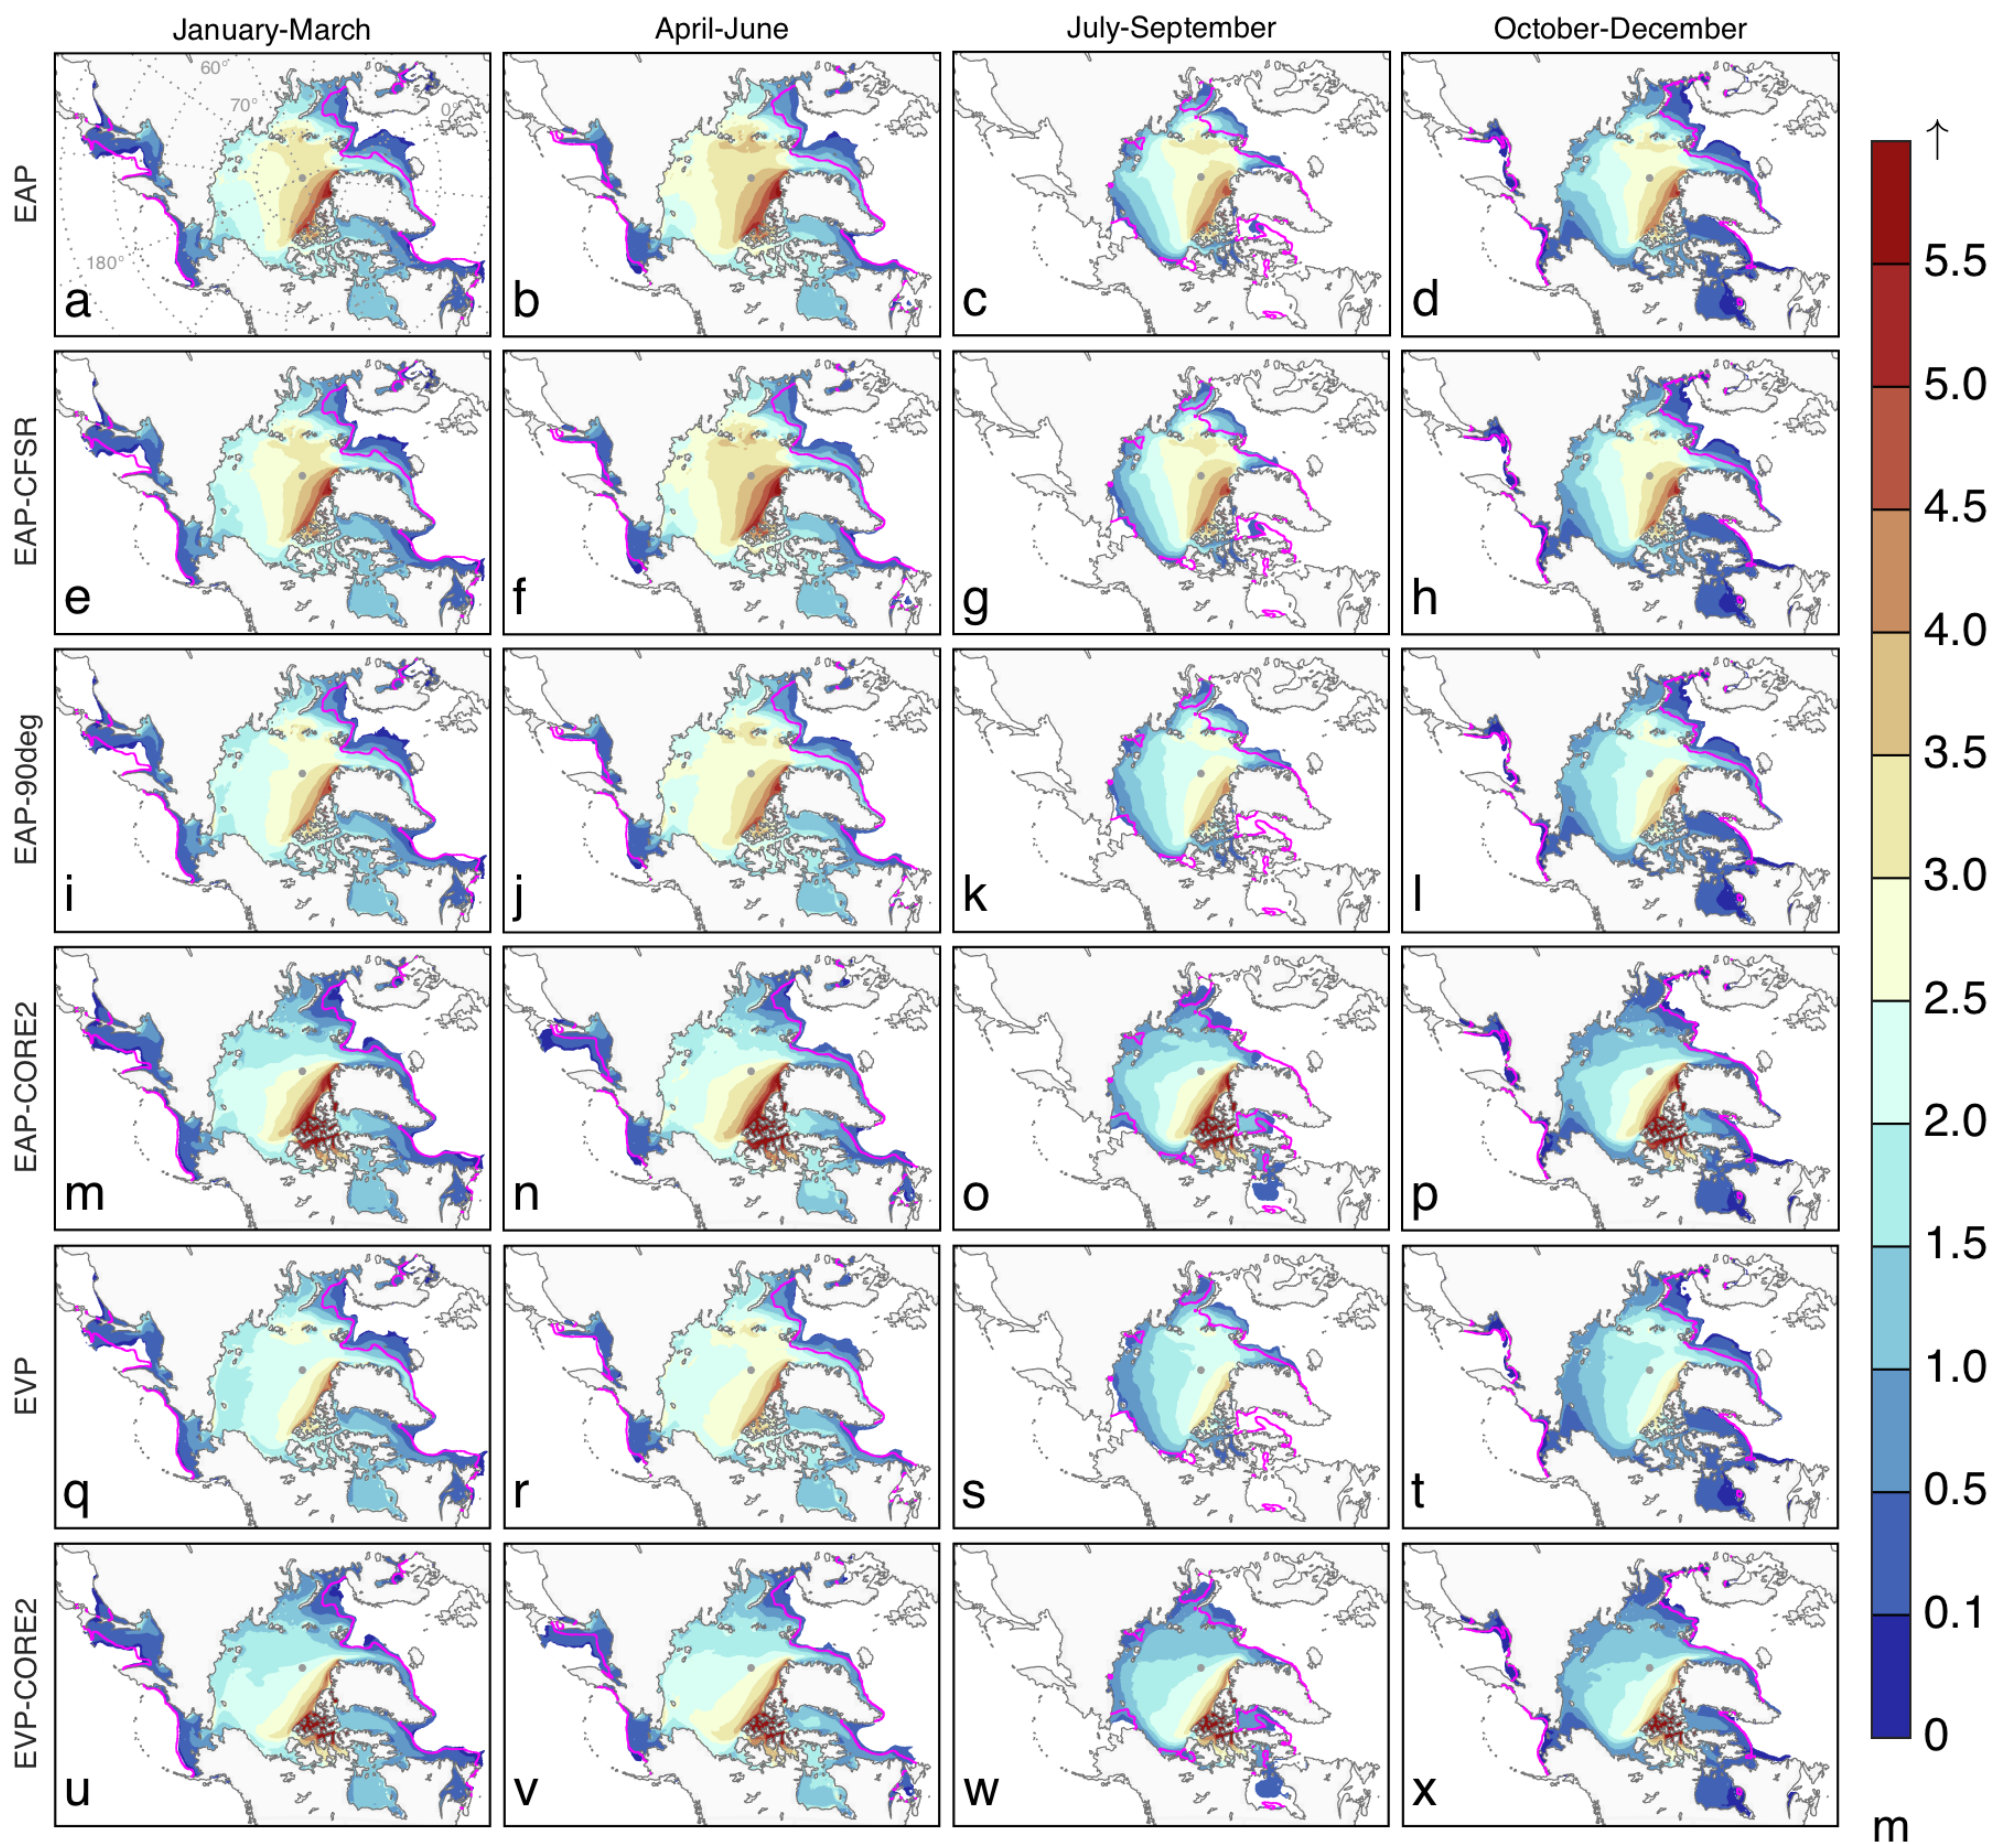 January-March April-June July-September October-December
60°
70°
0°
180°
EAP
a b c d
EAP-CFSR
e f g h
EAP-90deg
i j k l
EAP-CORE2
m n o p
EVP
q r s t
EVP-CORE2
u v w x
↑
5.5
5.0
4.5
4.0
3.5
3.0
2.5
2.0
1.5
1.0
0.5
0.1
0
m